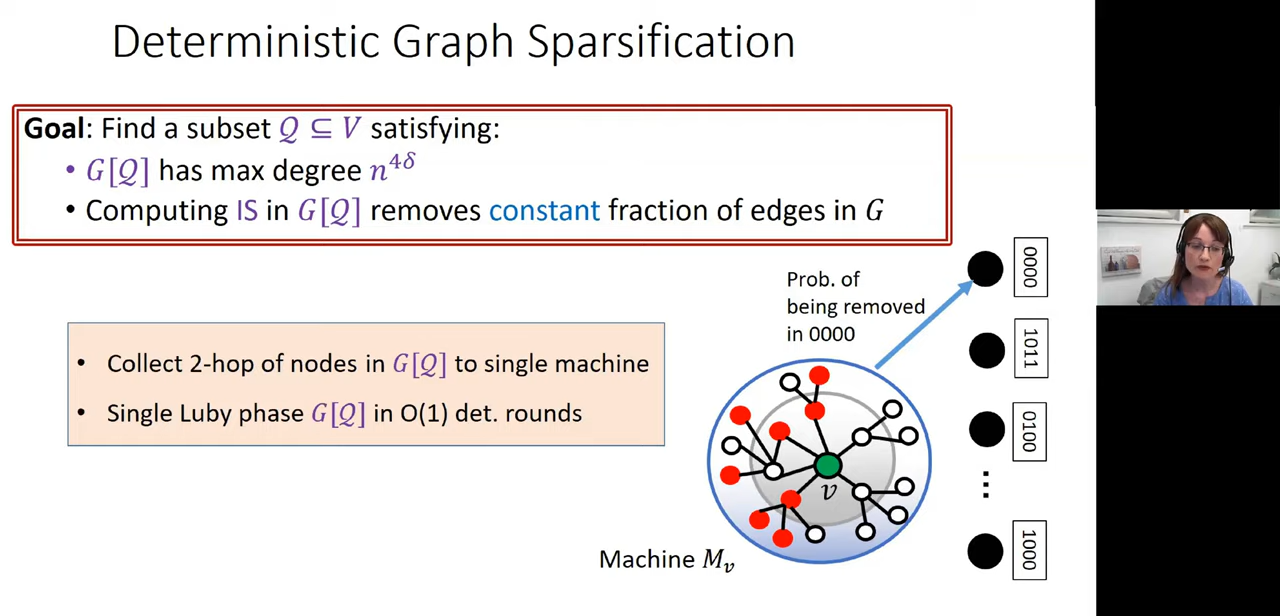 Deterministic Graph Sparsification
Goal: Find a subset Q ⊆ V satisfying:
• G[Q] has max degree n^{4δ}
• Computing IS in G[Q] removes constant fraction of edges in G
Prob. of
being removed
in 0000
• Collect 2-hop of nodes in G[Q] to single machine
• Single Luby phase G[Q] in O(1) det. rounds
v
Machine M_v
0000
1011
0100
⋮
1000